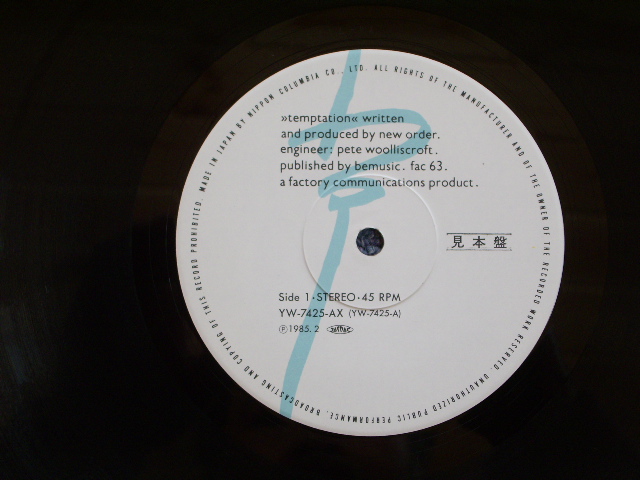 »temptation« written
and produced by new order.
engineer: pete woolliscroft.
published by bemusic. fac 63.
a factory communications product.
見本盤
Side 1・STEREO・45 RPM
YW-7425-AX (YW-7425-A)
Ⓟ1985. 2
MADE IN JAPAN BY NIPPON COLUMBIA CO., LTD. ALL RIGHTS OF THE MANUFACTURER AND OF THE OWNER OF THE RECORDED WORK RESERVED. UNAUTHORIZED PUBLIC PERFORMANCE, BROADCASTING AND COPYING OF THIS RECORD PROHIBITED.